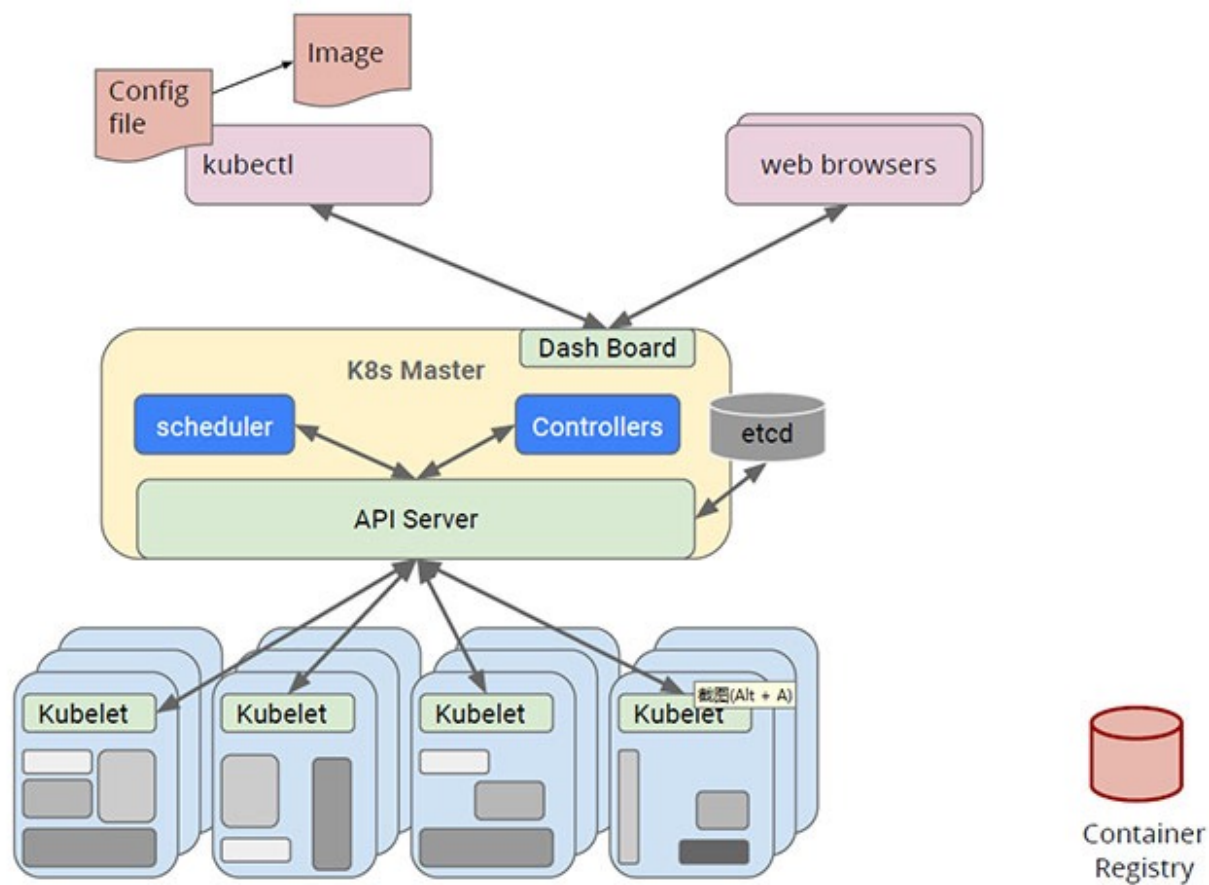 Image
Config
file
kubectl
web browsers
Dash Board
K8s Master
scheduler
Controllers
etcd
API Server
截图(Alt + A)
Kubelet
Kubelet
Kubelet
Kubelet
Container
Registry